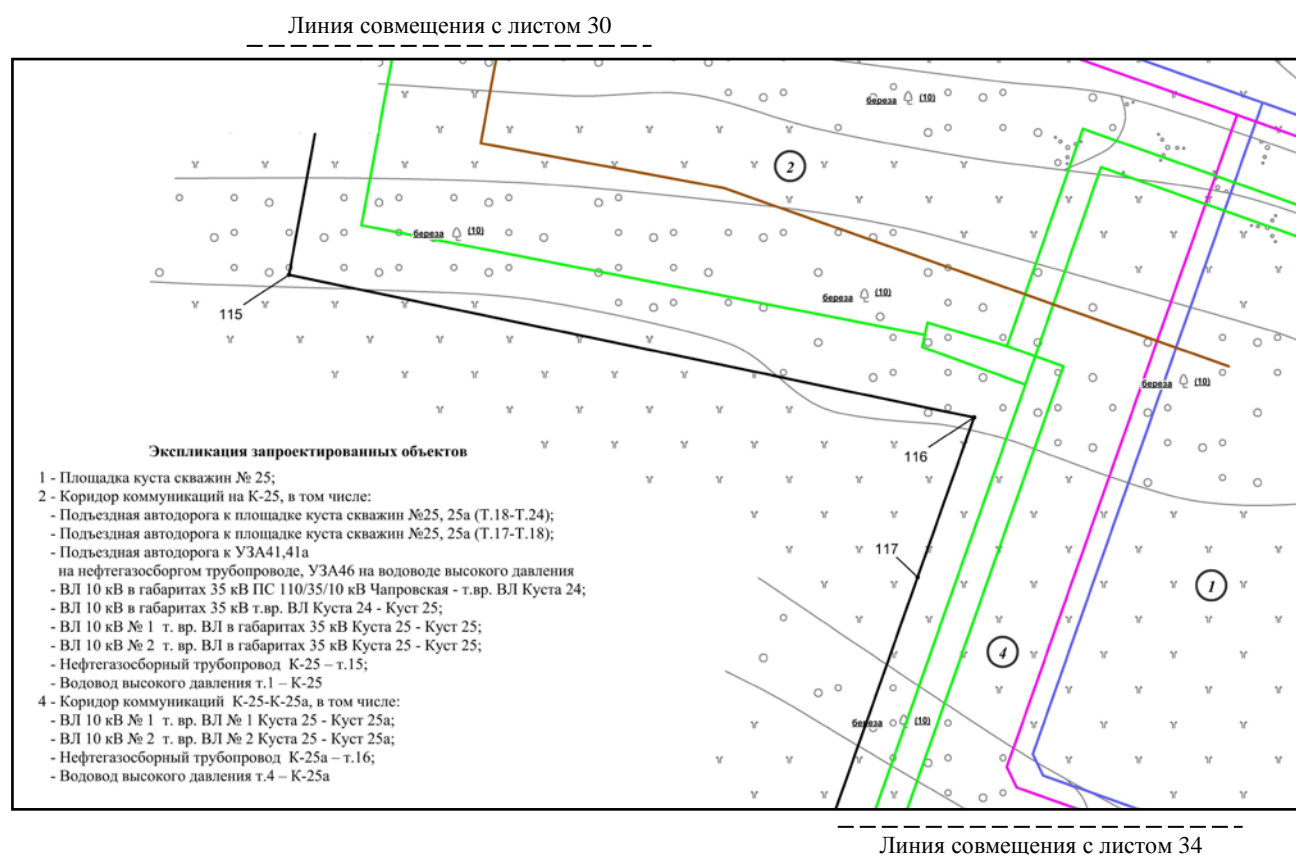 Линия совмещения с листом 30
береза (10)
2
береза (10)
береза (10)
115
береза (10)
116
Экспликация запроектированных объектов
1 - Площадка куста скважин № 25;
2 - Коридор коммуникаций на К-25, в том числе:
- Подъездная автодорога к площадке куста скважин №25, 25а (Т.18-Т.24);
- Подъездная автодорога к площадке куста скважин №25, 25а (Т.17-Т.18);
- Подъездная автодорога к УЗА41,41а
на нефтегазосборгом трубопроводе, УЗА46 на водоводе высокого давления
- ВЛ 10 кВ в габаритах 35 кВ ПС 110/35/10 кВ Чапровская - т.вр. ВЛ Куста 24;
- ВЛ 10 кВ в габаритах 35 кВ т.вр. ВЛ Куста 24 - Куст 25;
- ВЛ 10 кВ № 1 т. вр. ВЛ в габаритах 35 кВ Куста 25 - Куст 25;
- ВЛ 10 кВ № 2 т. вр. ВЛ в габаритах 35 кВ Куста 25 - Куст 25;
- Нефтегазосборный трубопровод К-25 – т.15;
- Водовод высокого давления т.1 – К-25
4 - Коридор коммуникаций К-25-К-25а, в том числе:
- ВЛ 10 кВ № 1 т. вр. ВЛ № 1 Куста 25 - Куст 25а;
- ВЛ 10 кВ № 2 т. вр. ВЛ № 2 Куста 25 - Куст 25а;
- Нефтегазосборный трубопровод К-25а – т.16;
- Водовод высокого давления т.4 – К-25а
117
1
4
береза (10)
Линия совмещения с листом 34